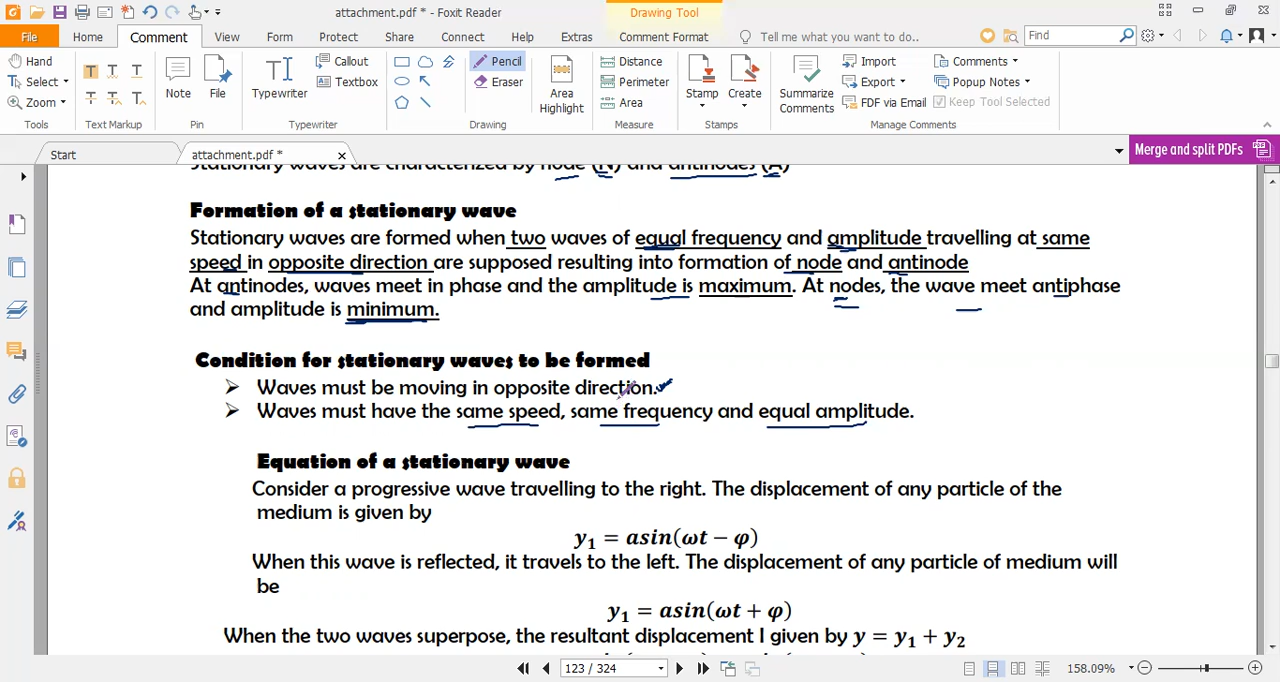 attachment.pdf * - Foxit Reader
Drawing Tool
File Home Comment View Form Protect Share Connect Help Extras Comment Format Tell me what you want to do.. Find
Hand
Select
Zoom
Tools
T T T
T T T
Text Markup
Note File
Pin
Typewriter
Callout
Textbox
Typewriter
Pencil
Eraser
Drawing
Area Highlight
Distance
Perimeter
Area
Measure
Stamp Create
Stamps
Summarize Comments
Import
Export
FDF via Email
Comments
Popup Notes
Keep Tool Selected
Manage Comments
Start attachment.pdf *
Merge and split PDFs
Stationary waves are characterized by node (N) and antinodes (A)
Formation of a stationary wave
Stationary waves are formed when two waves of equal frequency and amplitude travelling at same
speed in opposite direction are supposed resulting into formation of node and antinode
At antinodes, waves meet in phase and the amplitude is maximum. At nodes, the wave meet antiphase
and amplitude is minimum.
Condition for stationary waves to be formed
➢ Waves must be moving in opposite direction.
➢ Waves must have the same speed, same frequency and equal amplitude.
Equation of a stationary wave
Consider a progressive wave travelling to the right. The displacement of any particle of the
medium is given by
y₁ = asin(ωt − φ)
When this wave is reflected, it travels to the left. The displacement of any particle of medium will
be
y₁ = asin(ωt + φ)
When the two waves superpose, the resultant displacement I given by y = y₁ + y₂
123 / 324
158.09%